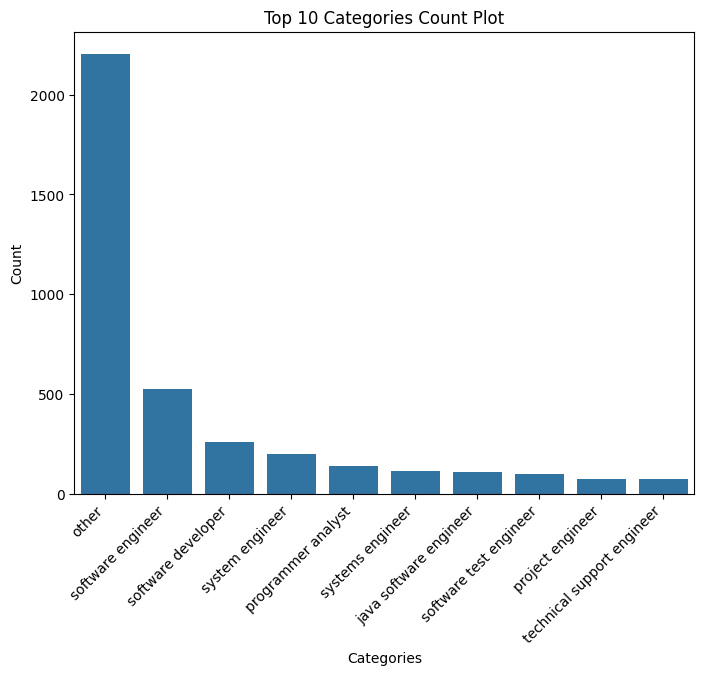 Top 10 Categories Count Plot
Count
2000
1500
1000
500
0
other
software engineer
software developer
system engineer
programmer analyst
systems engineer
java software engineer
software test engineer
project engineer
technical support engineer
Categories